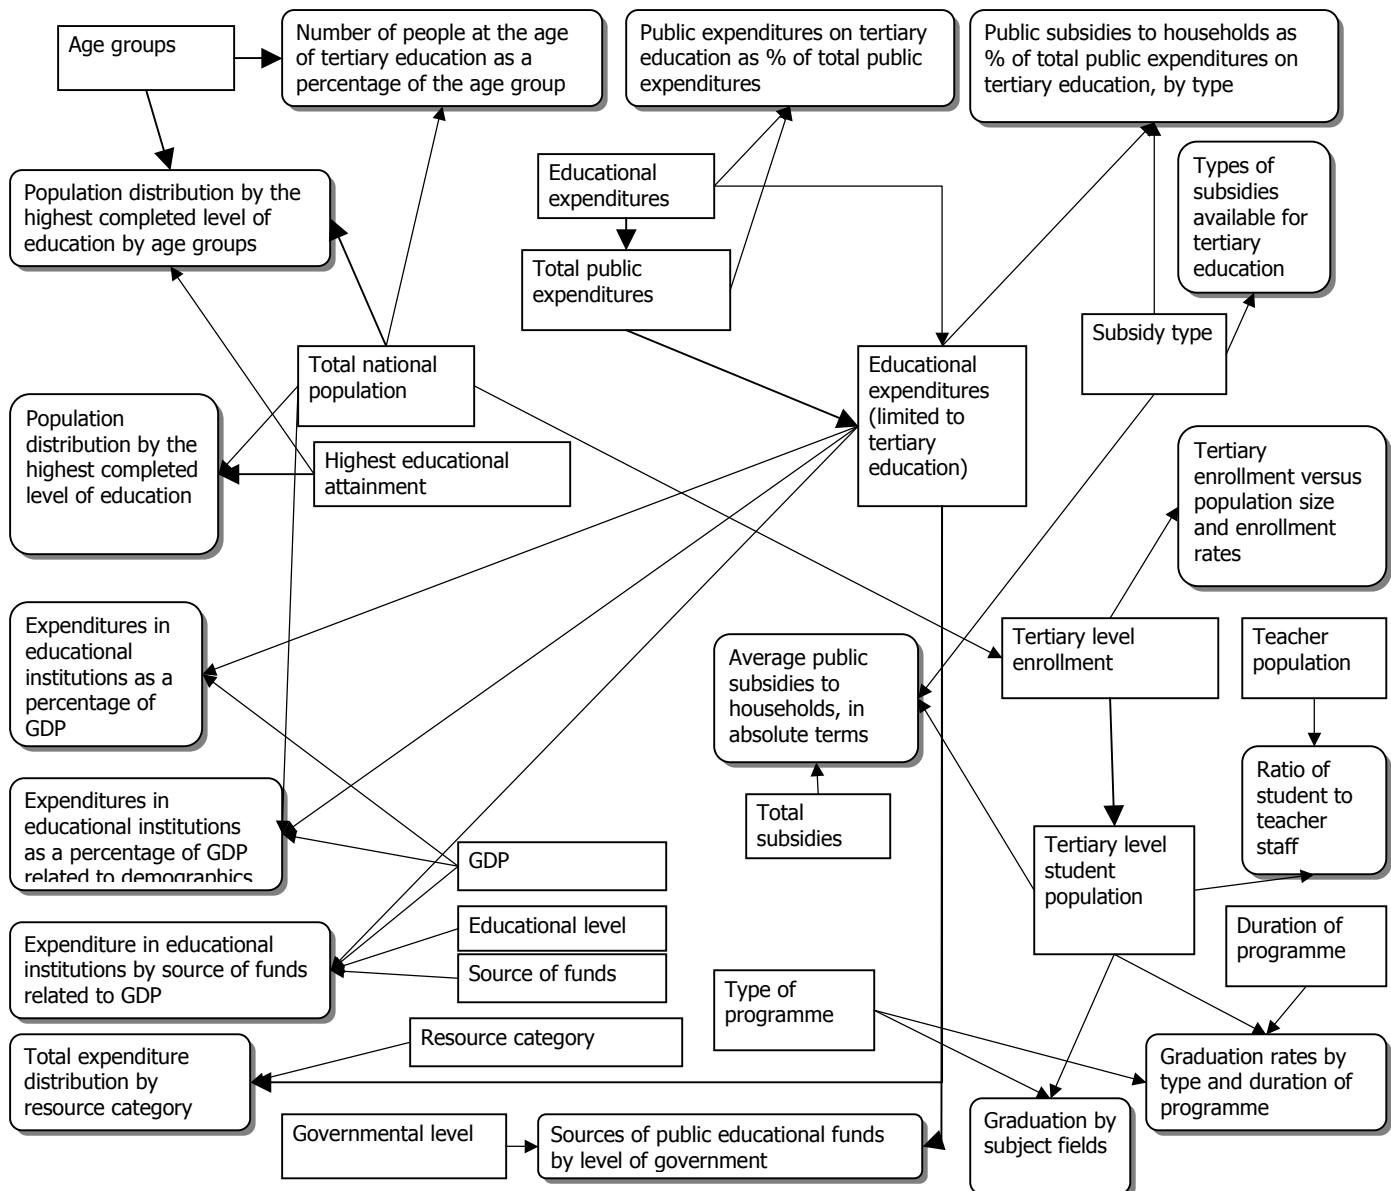 Age groups
Number of people at the age
of tertiary education as a
percentage of the age group
Public expenditures on tertiary
education as % of total public
expenditures
Public subsidies to households as
% of total public expenditures on
tertiary education, by type
Educational
expenditures
Types of
subsidies
available for
tertiary
education
Population distribution by the
highest completed level of
education by age groups
Total public
expenditures
Subsidy type
Total national
population
Educational
expenditures
(limited to
tertiary
education)
Population
distribution by the
highest completed
level of education
Highest educational
attainment
Tertiary
enrollment versus
population size
and enrollment
rates
Expenditures in
educational
institutions as a
percentage of
GDP
Average public
subsidies to
households, in
absolute terms
Tertiary level
enrollment
Teacher
population
Expenditures in
educational institutions
as a percentage of GDP
related to demographics
Total
subsidies
Ratio of
student to
teacher
staff
GDP
Tertiary level
student
population
Educational level
Source of funds
Expenditure in educational
institutions by source of funds
related to GDP
Type of
programme
Duration of
programme
Resource category
Total expenditure
distribution by
resource category
Graduation rates by
type and duration of
programme
Governmental level
Sources of public educational funds
by level of government
Graduation by
subject fields